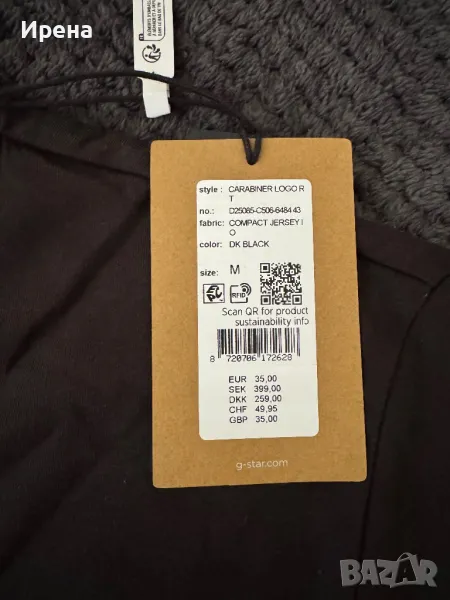 Ирена
style : CARABINER LOGO R
T
no.: D25085-C506-6484 43
fabric: COMPACT JERSEY I
O
color: DK BLACK
size: M
EPC
RFID
Scan QR for product
sustainability info
8 720706 172628
EUR 35,00
SEK 399,00
DKK 259,00
CHF 49,95
GBP 35,00
g-star.com
BAZAR